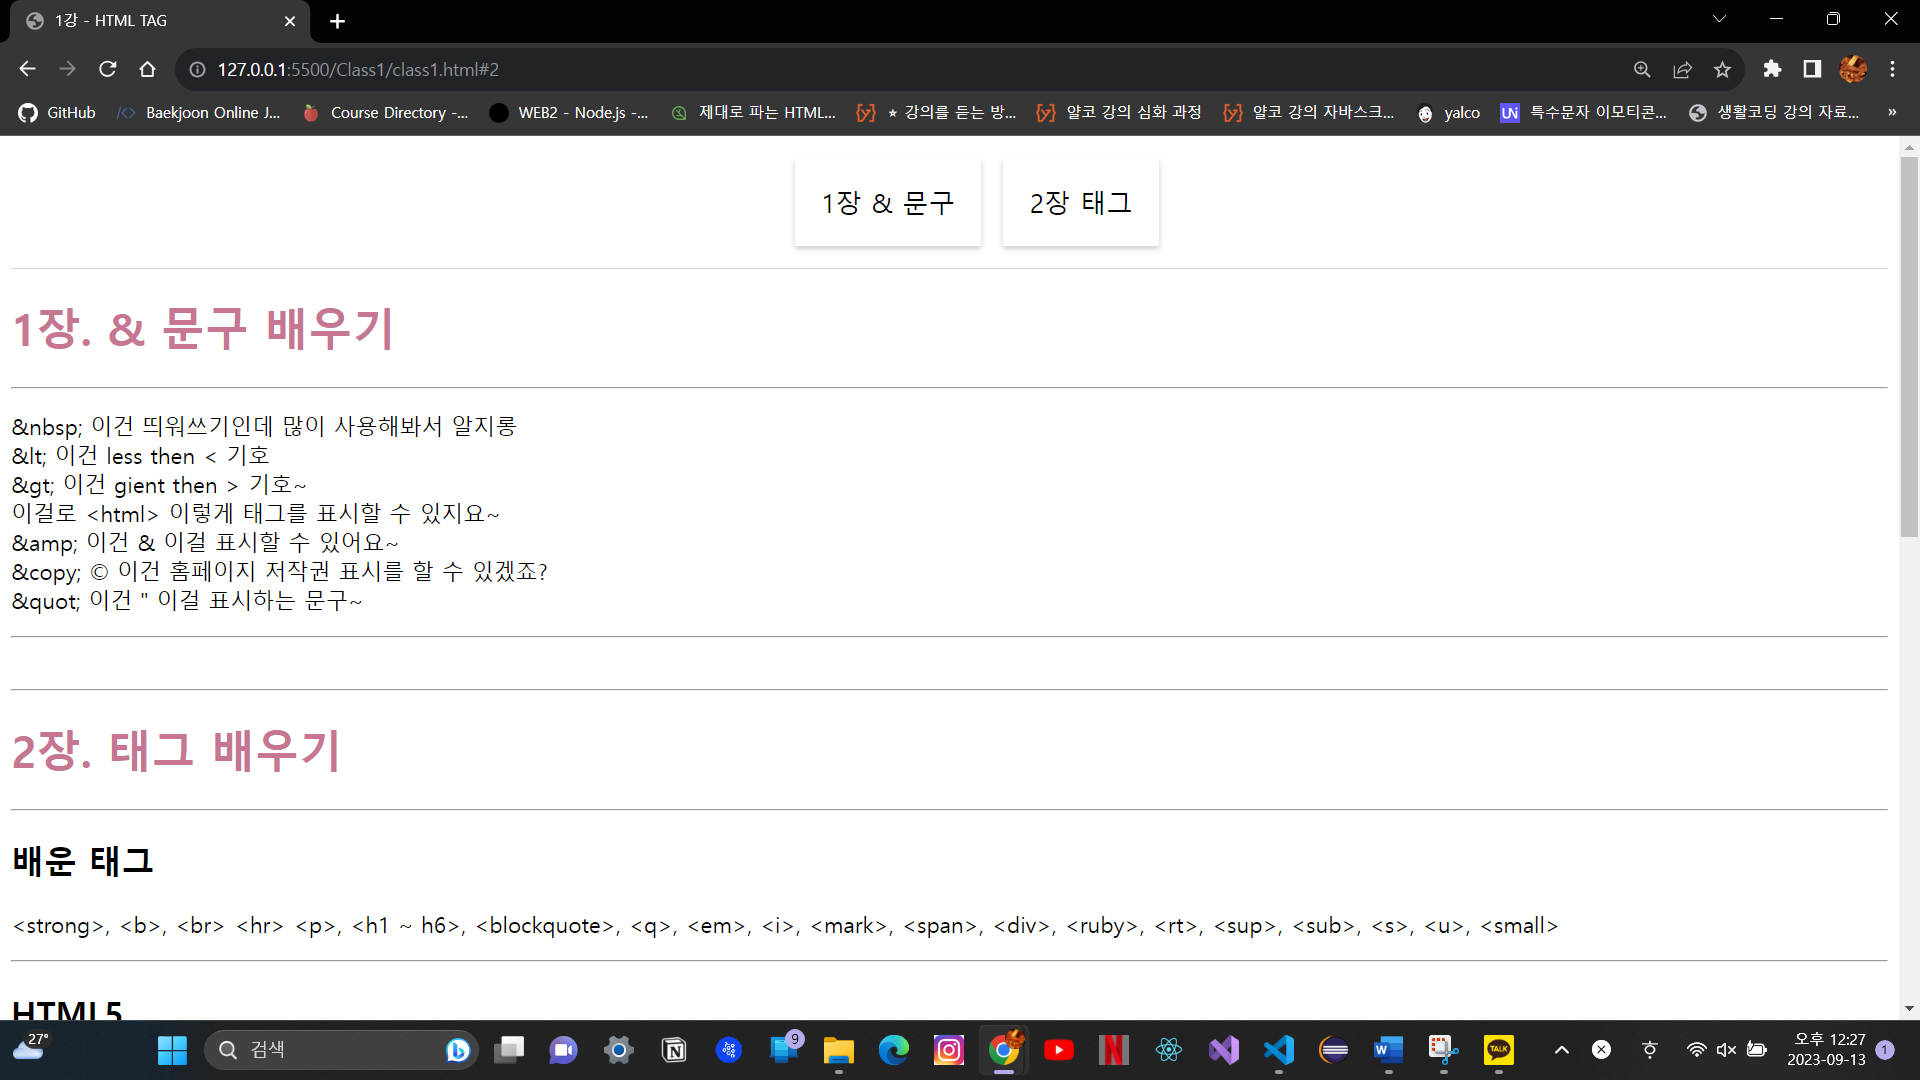 1강 - HTML TAG
127.0.0.1:5500/Class1/class1.html#2
GitHub
Baekjoon Online J...
Course Directory -...
WEB2 - Node.js -...
제대로 파는 HTML...
★ 강의를 듣는 방...
얄코 강의 심화 과정
얄코 강의 자바스크...
yalco
특수문자 이모티콘...
생활코딩 강의 자료...
»
1장 & 문구
2장 태그
1장. & 문구 배우기
&nbsp; 이건 띄워쓰기인데 많이 사용해봐서 알지롱
&lt; 이건 less then < 기호
&gt; 이건 gient then > 기호~
이걸로 <html> 이렇게 태그를 표시할 수 있지요~
&amp; 이건 & 이걸 표시할 수 있어요~
&copy; © 이건 홈페이지 저작권 표시를 할 수 있겠죠?
&quot; 이건 " 이걸 표시하는 문구~
2장. 태그 배우기
배운 태그
<strong>, <b>, <br> <hr> <p>, <h1 ~ h6>, <blockquote>, <q>, <em>, <i>, <mark>, <span>, <div>, <ruby>, <rt>, <sup>, <sub>, <s>, <u>, <small>
HTML5
27°
검색
9
TALK
오후 12:27
2023-09-13
1